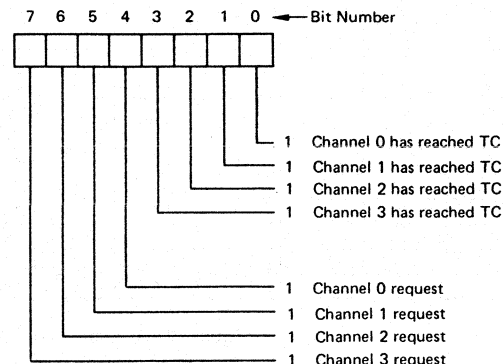 7 6 5 4 3 2 1 0 Bit Number
1 Channel 0 has reached TC
1 Channel 1 has reached TC
1 Channel 2 has reached TC
1 Channel 3 has reached TC
1 Channel 0 request
1 Channel 1 request
1 Channel 2 request
1 Channel 3 request